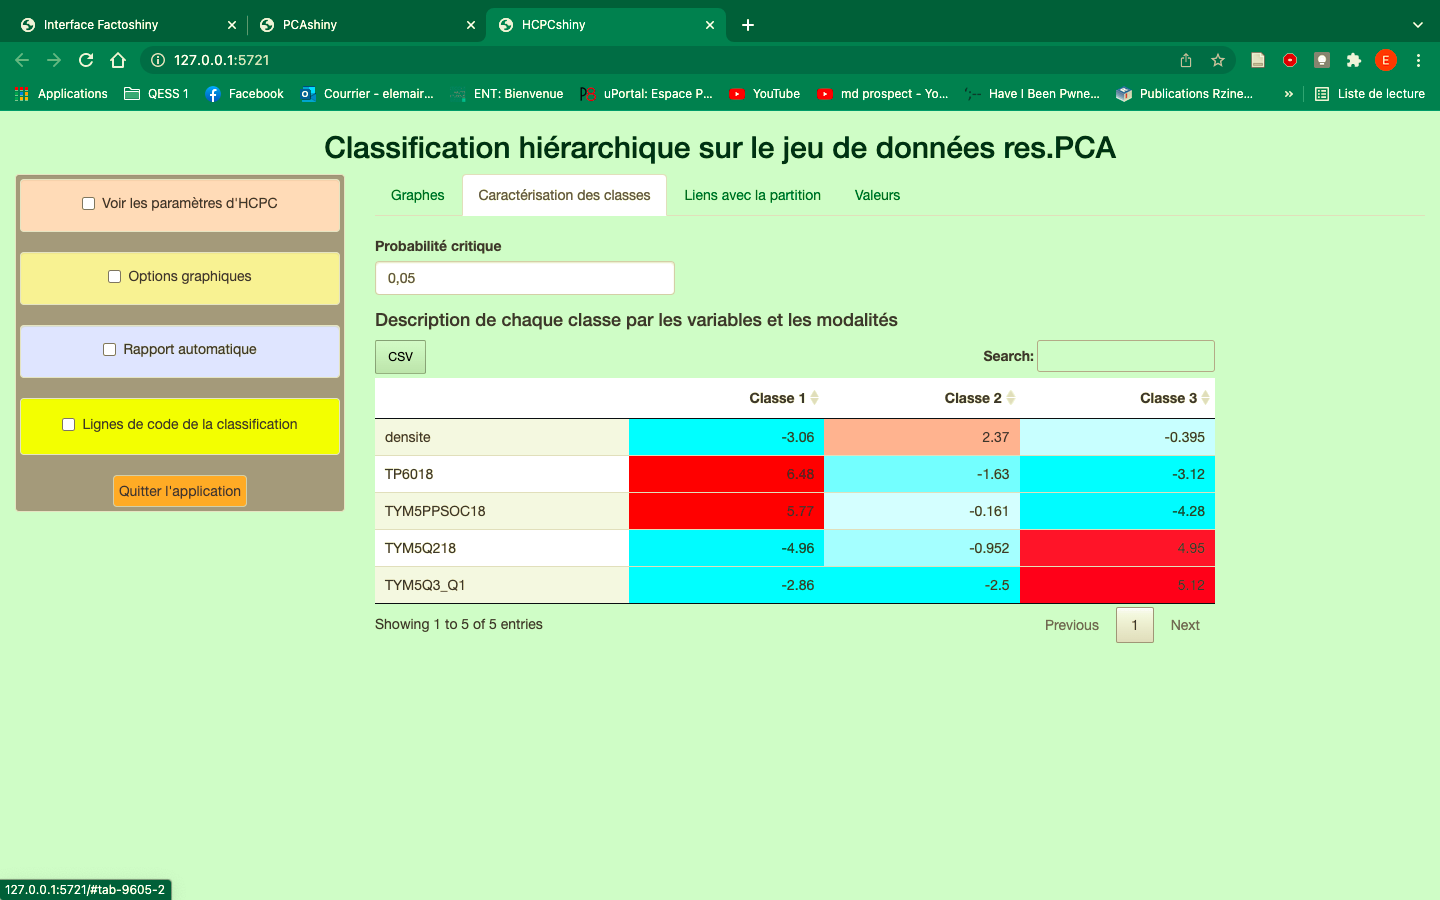 Interface Factoshiny
PCAshiny
HCPCshiny
127.0.0.1:5721
E
Applications
QESS 1
Facebook
Courrier - elemair...
ENT: Bienvenue
uPortal: Espace P...
YouTube
md prospect - Yo...
Have I Been Pwne...
Publications Rzine...
»
Liste de lecture
Classification hiérarchique sur le jeu de données res.PCA
Voir les paramètres d'HCPC
Options graphiques
Rapport automatique
Lignes de code de la classification
Quitter l'application
Graphes Caractérisation des classes Liens avec la partition Valeurs
Probabilité critique
0,05
Description de chaque classe par les variables et les modalités
CSV Search:
Classe 1 Classe 2 Classe 3
densite -3.06 2.37 -0.395
TP6018 6.48 -1.63 -3.12
TYM5PPSOC18 5.77 -0.161 -4.28
TYM5Q218 -4.96 -0.952 4.95
TYM5Q3_Q1 -2.86 -2.5 5.12
Showing 1 to 5 of 5 entries Previous 1 Next
127.0.0.1:5721/#tab-9605-2